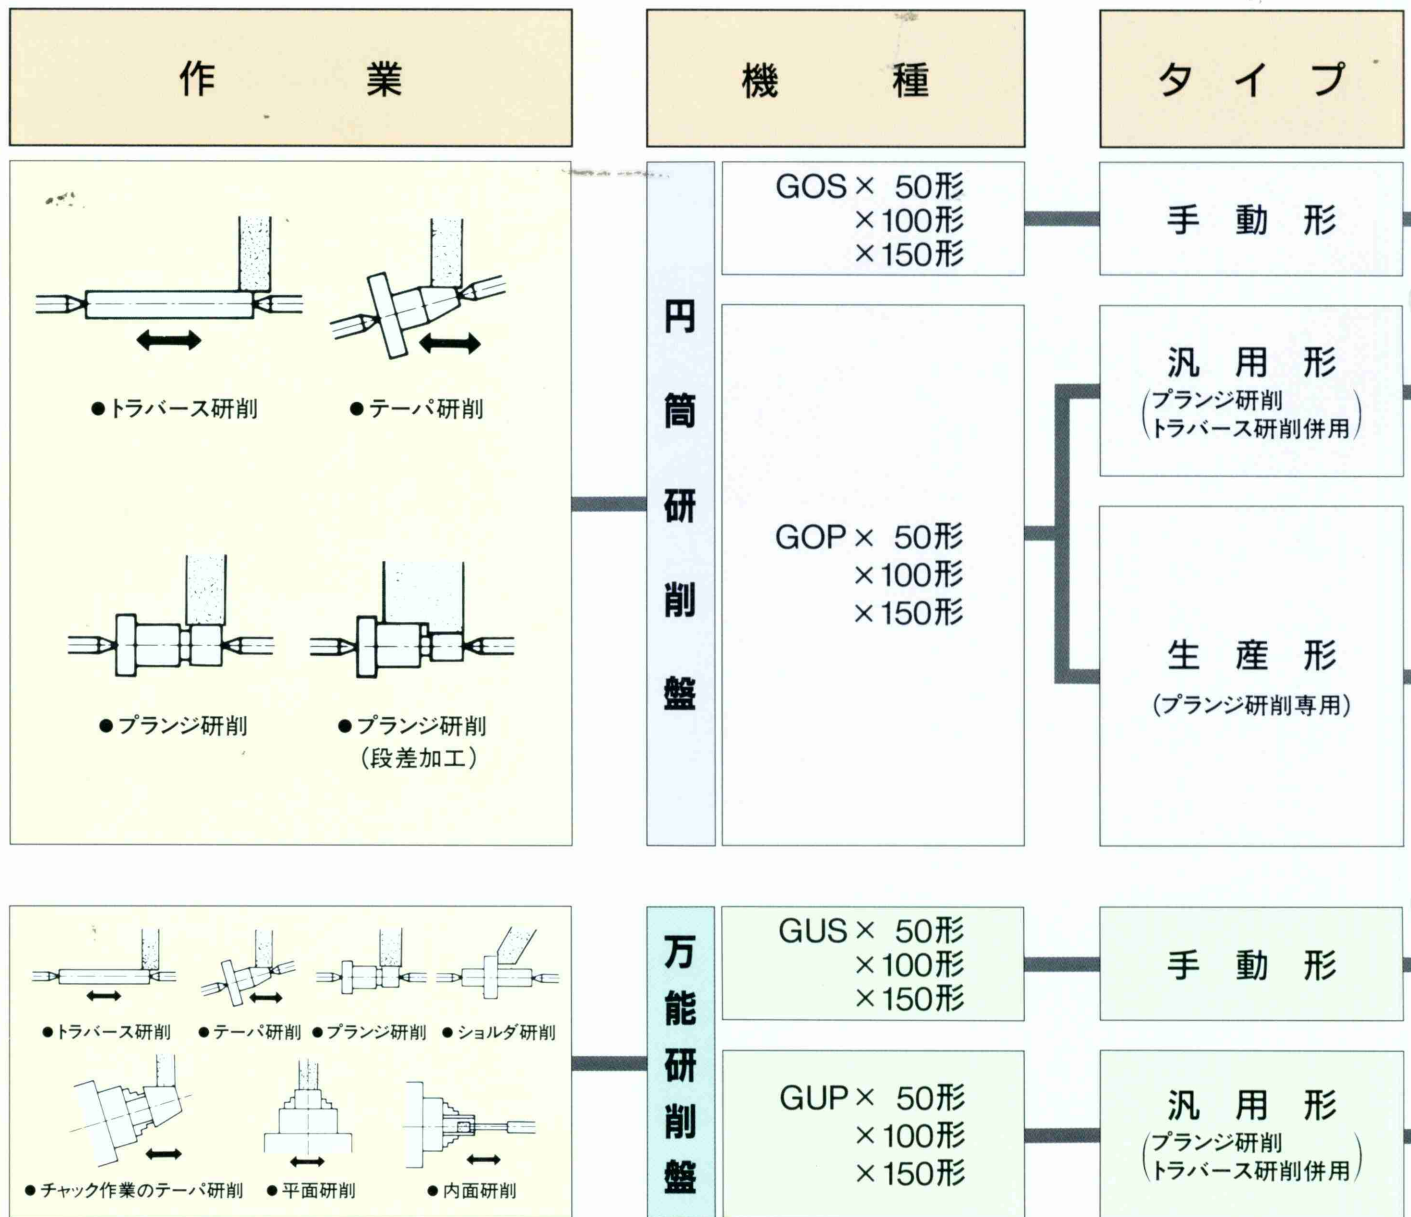 作業
機種
タイプ
●トラバース研削
●テーパ研削
●プランジ研削
●プランジ研削
(段差加工)
円筒研削盤
GOS× 50形
×100形
×150形
手動形
GOP× 50形
×100形
×150形
汎用形
(プランジ研削
トラバース研削併用)
生産形
(プランジ研削専用)
●トラバース研削
●テーパ研削
●プランジ研削
●ショルダ研削
●チャック作業のテーパ研削
●平面研削
●内面研削
万能研削盤
GUS× 50形
×100形
×150形
手動形
GUP× 50形
×100形
×150形
汎用形
(プランジ研削
トラバース研削併用)